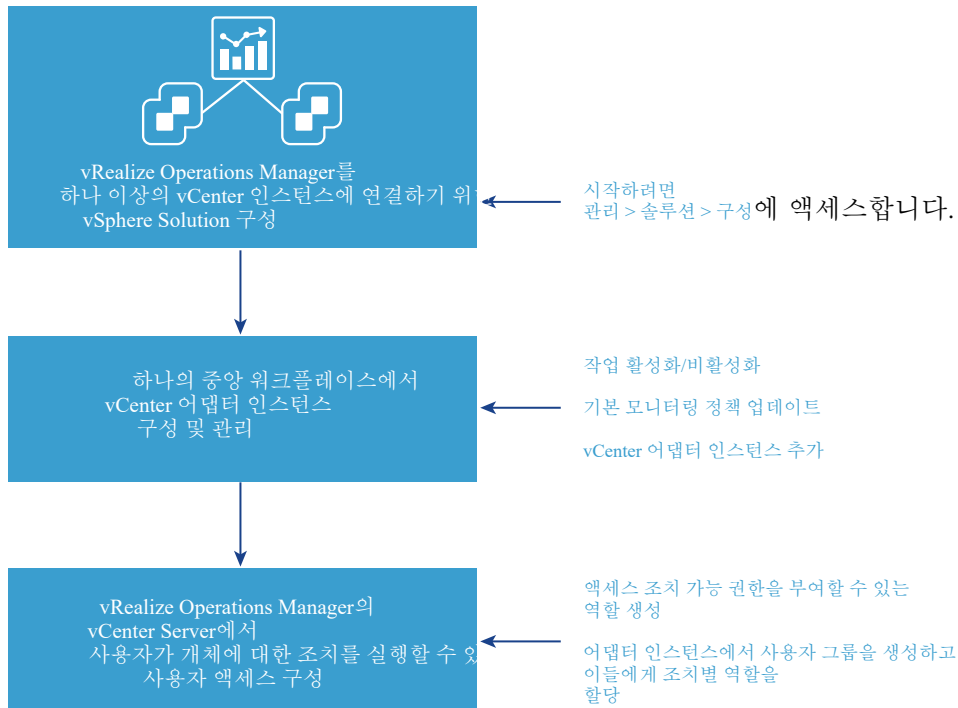 vRealize Operations Manager를
하나 이상의 vCenter 인스턴스에 연결하기 위
vSphere Solution 구성
시작하려면
관리 > 솔루션 > 구성에 액세스합니다.
하나의 중앙 워크플레이스에서
vCenter 어댑터 인스턴스
구성 및 관리
작업 활성화/비활성화
기본 모니터링 정책 업데이트
vCenter 어댑터 인스턴스 추가
vRealize Operations Manager의
vCenter Server에서
사용자가 개체에 대한 조치를 실행할 수 있
사용자 액세스 구성
액세스 조치 가능 권한을 부여할 수 있는
역할 생성
어댑터 인스턴스에서 사용자 그룹을 생성하고
이들에게 조치별 역할을
할당